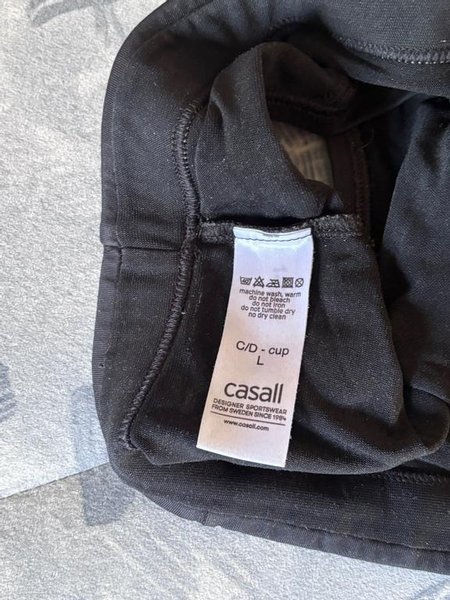 machine wash, warm
do not bleach
do not iron
do not tumble dry
no dry clean
C/D - cup
L
casall
DESIGNER SPORTSWEAR
FROM SWEDEN SINCE 1984
www.casall.com